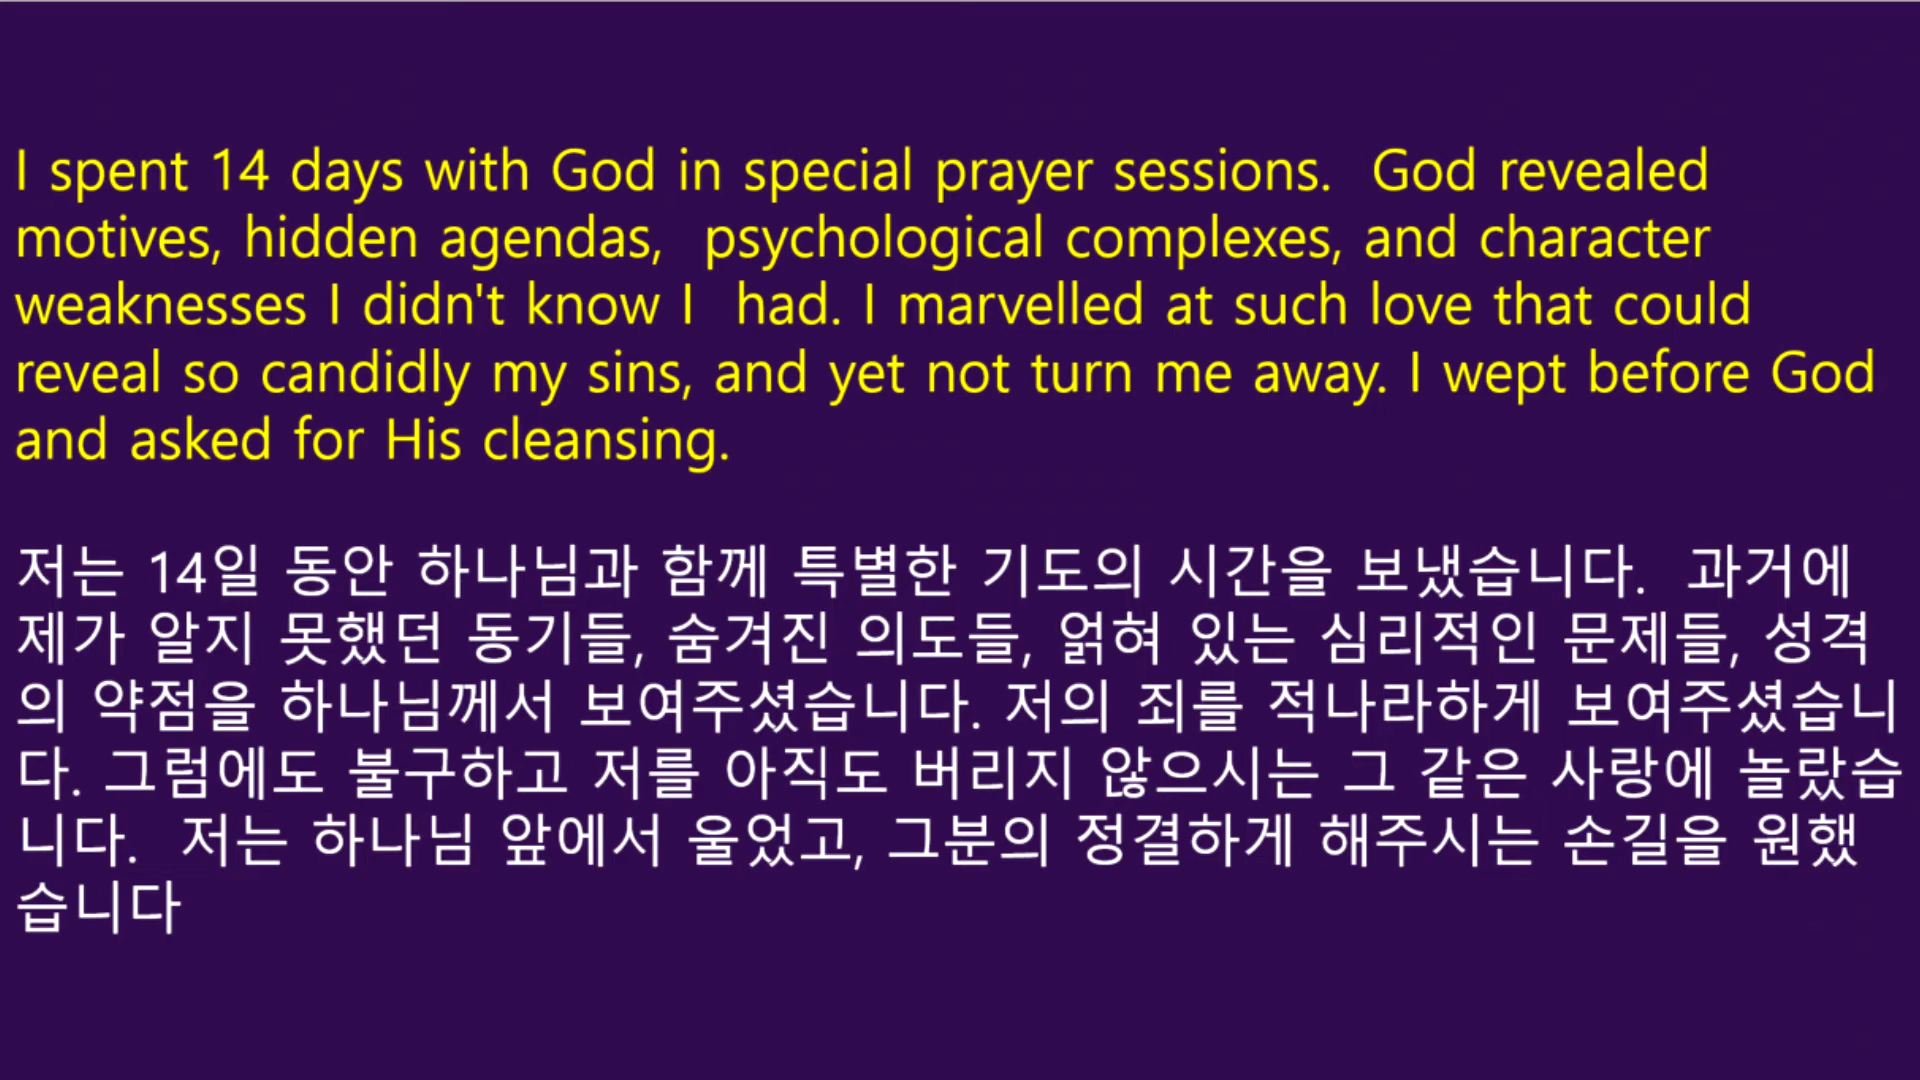 I spent 14 days with God in special prayer sessions.  God revealed
motives, hidden agendas,  psychological complexes, and character
weaknesses I didn't know I  had. I marvelled at such love that could
reveal so candidly my sins, and yet not turn me away. I wept before God
and asked for His cleansing.
저는 14일 동안 하나님과 함께 특별한 기도의 시간을 보냈습니다.  과거에
제가 알지 못했던 동기들, 숨겨진 의도들, 얽혀 있는 심리적인 문제들, 성격
의 약점을 하나님께서 보여주셨습니다. 저의 죄를 적나라하게 보여주셨습니
다. 그럼에도 불구하고 저를 아직도 버리지 않으시는 그 같은 사랑에 놀랐습
니다.  저는 하나님 앞에서 울었고, 그분의 정결하게 해주시는 손길을 원했
습니다